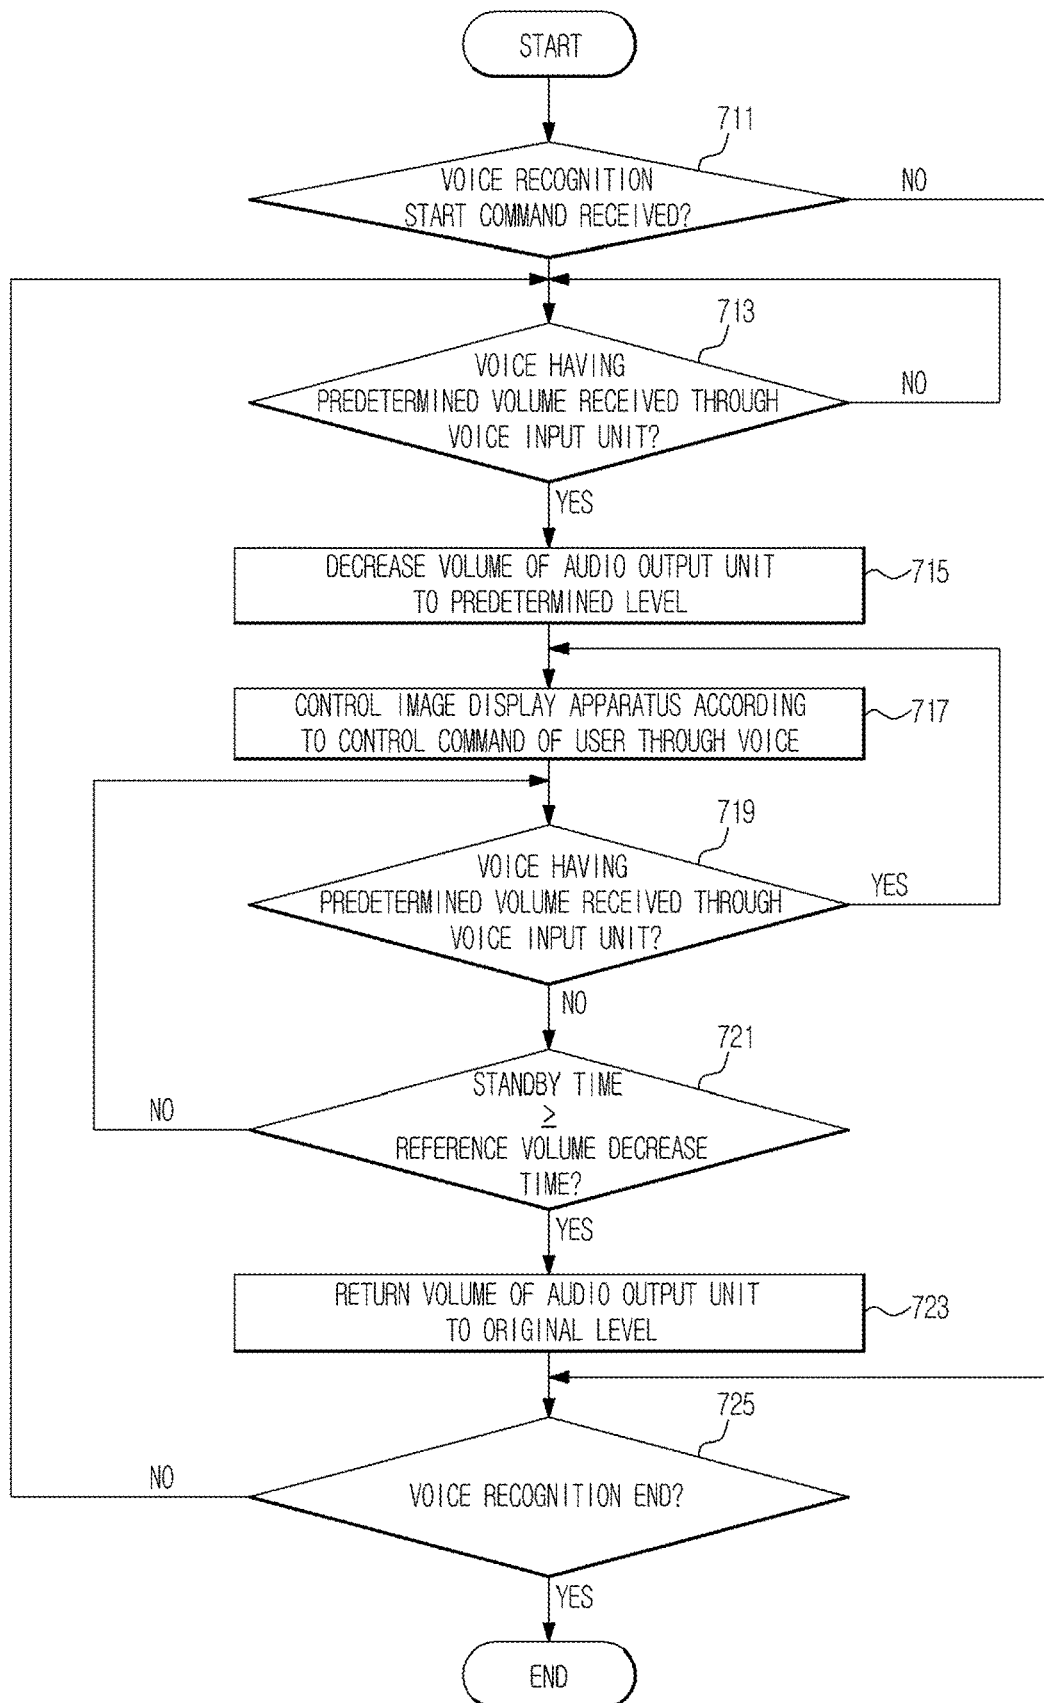 START
711
VOICE RECOGNITION
START COMMAND RECEIVED?
NO
713
VOICE HAVING
PREDETERMINED VOLUME RECEIVED THROUGH
VOICE INPUT UNIT?
NO
YES
DECREASE VOLUME OF AUDIO OUTPUT UNIT
TO PREDETERMINED LEVEL
715
CONTROL IMAGE DISPLAY APPARATUS ACCORDING
TO CONTROL COMMAND OF USER THROUGH VOICE
717
719
VOICE HAVING
PREDETERMINED VOLUME RECEIVED THROUGH
VOICE INPUT UNIT?
YES
NO
721
STANDBY TIME
≥
REFERENCE VOLUME DECREASE
TIME?
NO
YES
RETURN VOLUME OF AUDIO OUTPUT UNIT
TO ORIGINAL LEVEL
723
725
VOICE RECOGNITION END?
NO
YES
END